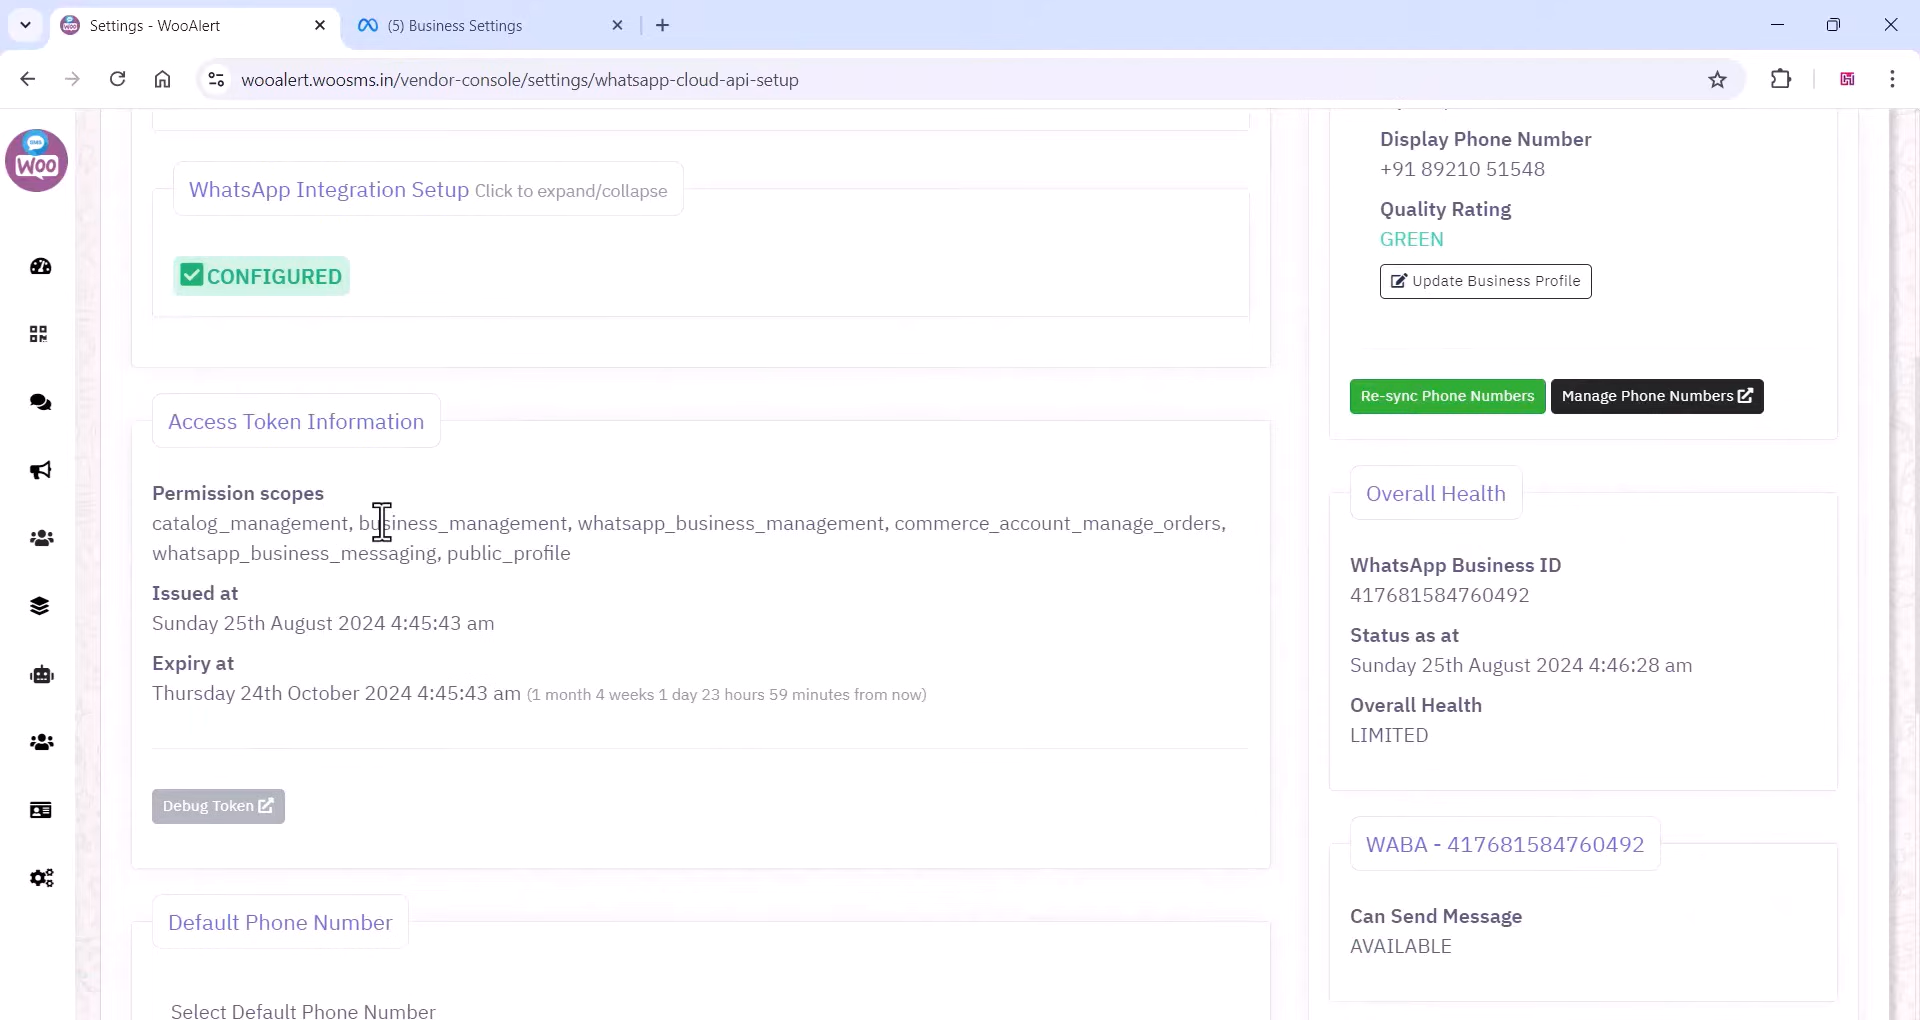 Settings - WooAlert
(5) Business Settings
wooalert.woosms.in/vendor-console/settings/whatsapp-cloud-api-setup
SMS
WOO
WhatsApp Integration Setup Click to expand/collapse
CONFIGURED
Access Token Information
Permission scopes
catalog_management, business_management, whatsapp_business_management, commerce_account_manage_orders,
whatsapp_business_messaging, public_profile
Issued at
Sunday 25th August 2024 4:45:43 am
Expiry at
Thursday 24th October 2024 4:45:43 am (1 month 4 weeks 1 day 23 hours 59 minutes from now)
Debug Token
Default Phone Number
Select Default Phone Number
Display Phone Number
+91 89210 51548
Quality Rating
GREEN
Update Business Profile
Re-sync Phone Numbers Manage Phone Numbers
Overall Health
WhatsApp Business ID
417681584760492
Status as at
Sunday 25th August 2024 4:46:28 am
Overall Health
LIMITED
WABA - 417681584760492
Can Send Message
AVAILABLE